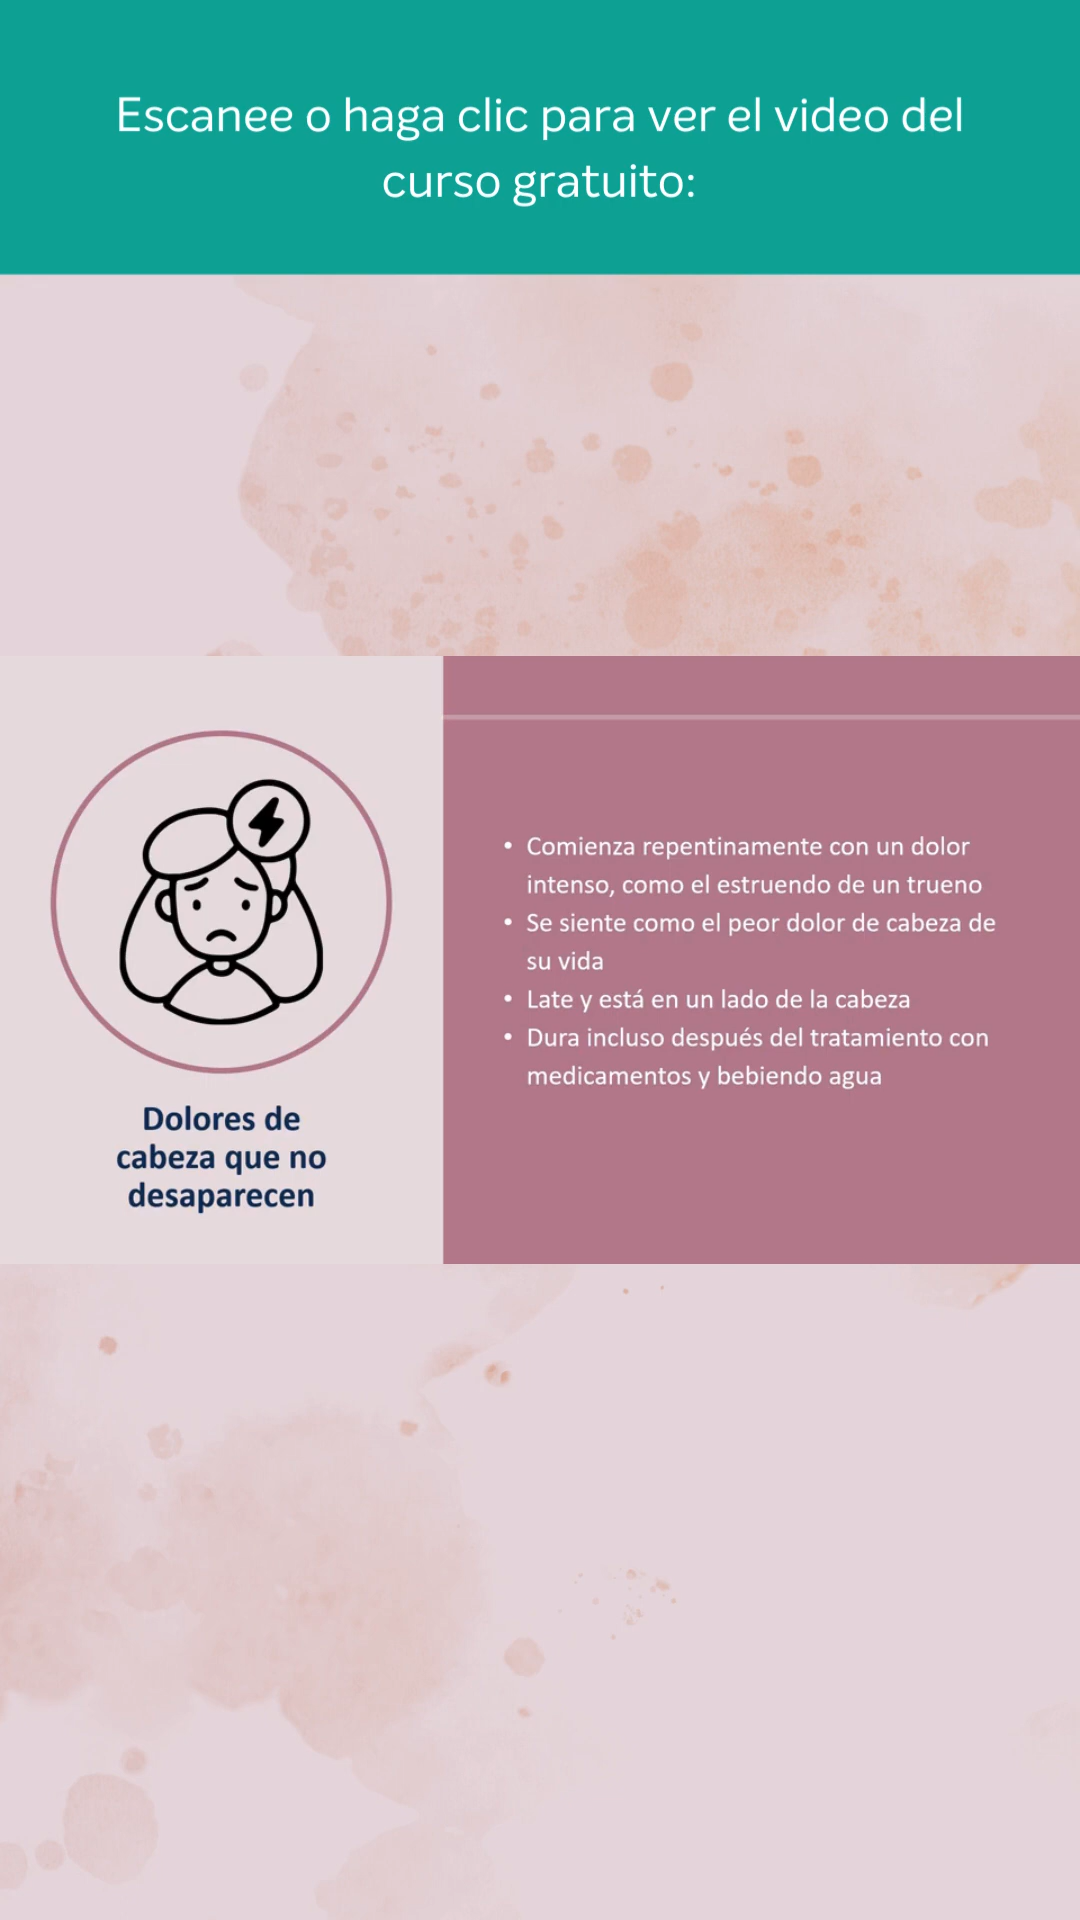 Escanee o haga clic para ver el video del
curso gratuito:
Dolores de
cabeza que no
desaparecen
• Comienza repentinamente con un dolor
intenso, como el estruendo de un trueno
• Se siente como el peor dolor de cabeza de
su vida
• Late y está en un lado de la cabeza
• Dura incluso después del tratamiento con
medicamentos y bebiendo agua